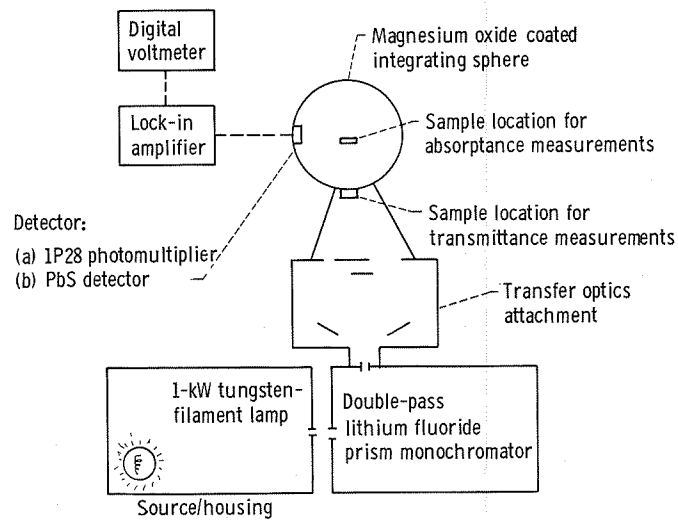 Digital
voltmeter
Magnesium oxide coated
integrating sphere
Lock-in
amplifier
Sample location for
absorptance measurements
Detector:
(a) 1P28 photomultiplier
(b) PbS detector
Sample location for
transmittance measurements
Transfer optics
attachment
1-kW tungsten-
filament lamp
Double-pass
lithium fluoride
prism monochromator
Source/housing